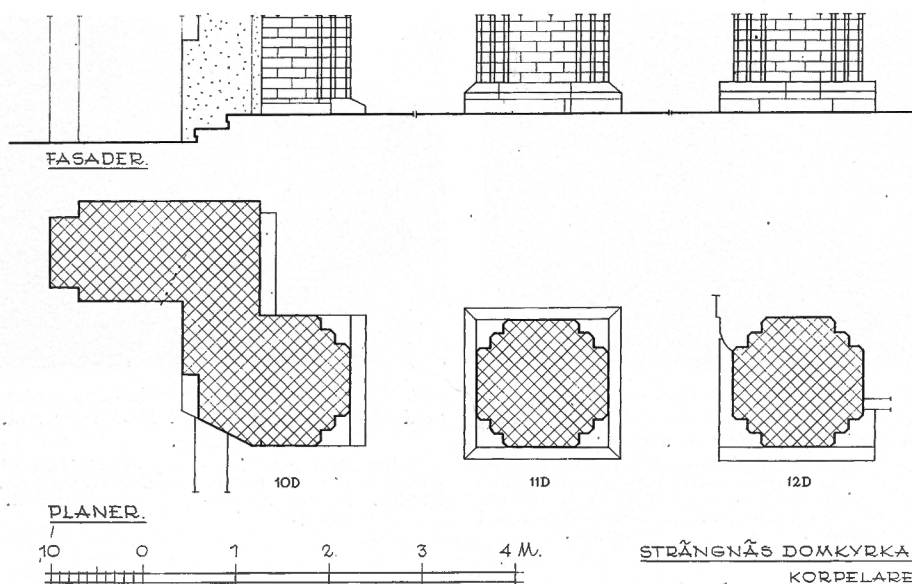 FASADER.
10D 11D 12D
PLANER.
10 0 1 2. 3 4 M.
STRÄNGNÄS DOMKYRKA
KORPELARE